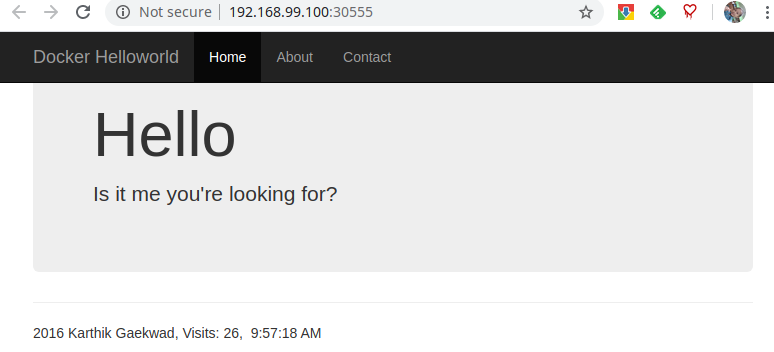 Not secure | 192.168.99.100:30555
Docker Helloworld Home About Contact
Hello
Is it me you're looking for?
2016 Karthik Gaekwad, Visits: 26, 9:57:18 AM